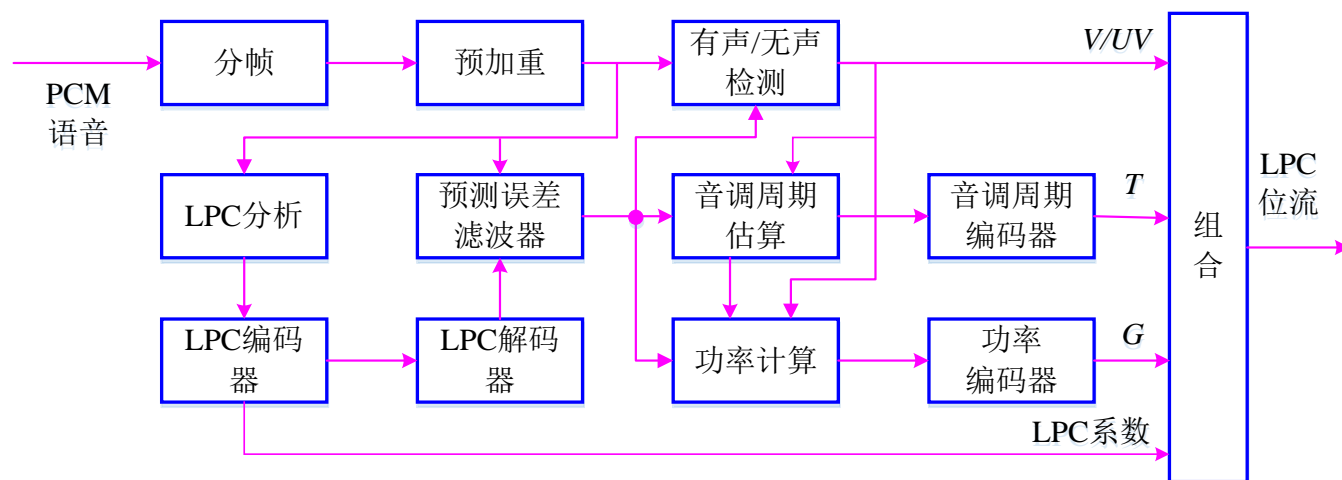 PCM
语音
分帧
预加重
有声/无声
检测
V/UV
LPC分析
预测误差
滤波器
音调周期
估算
音调周期
编码器
T
LPC编码
器
LPC解码
器
功率计算
功率
编码器
G
LPC系数
组
合
LPC
位流